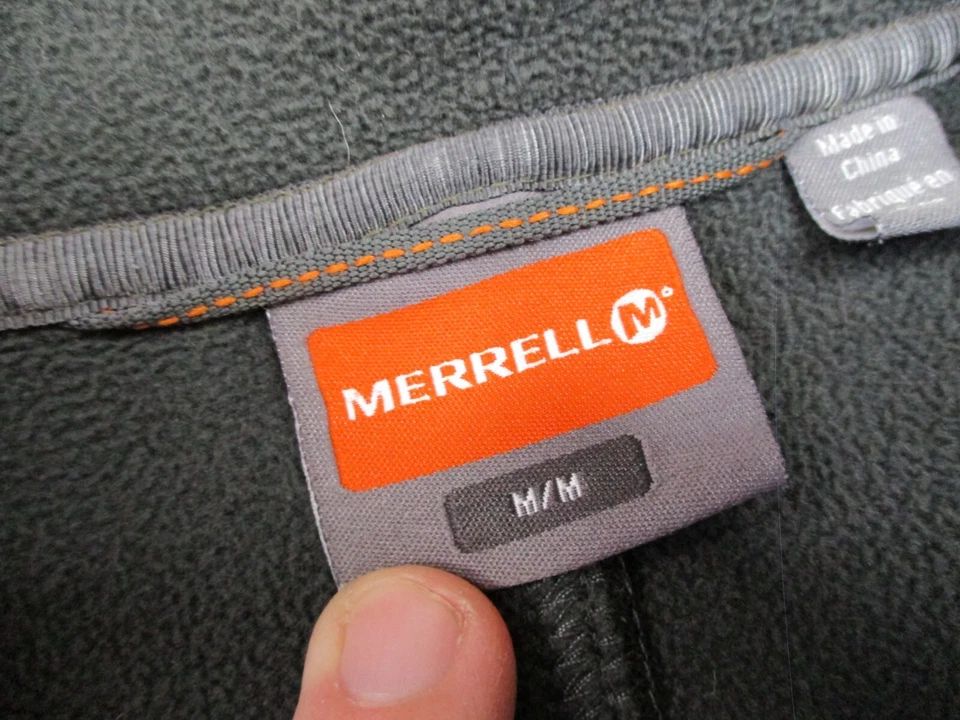 MERRELL M
M/M
Made in
China
Fabriqué en